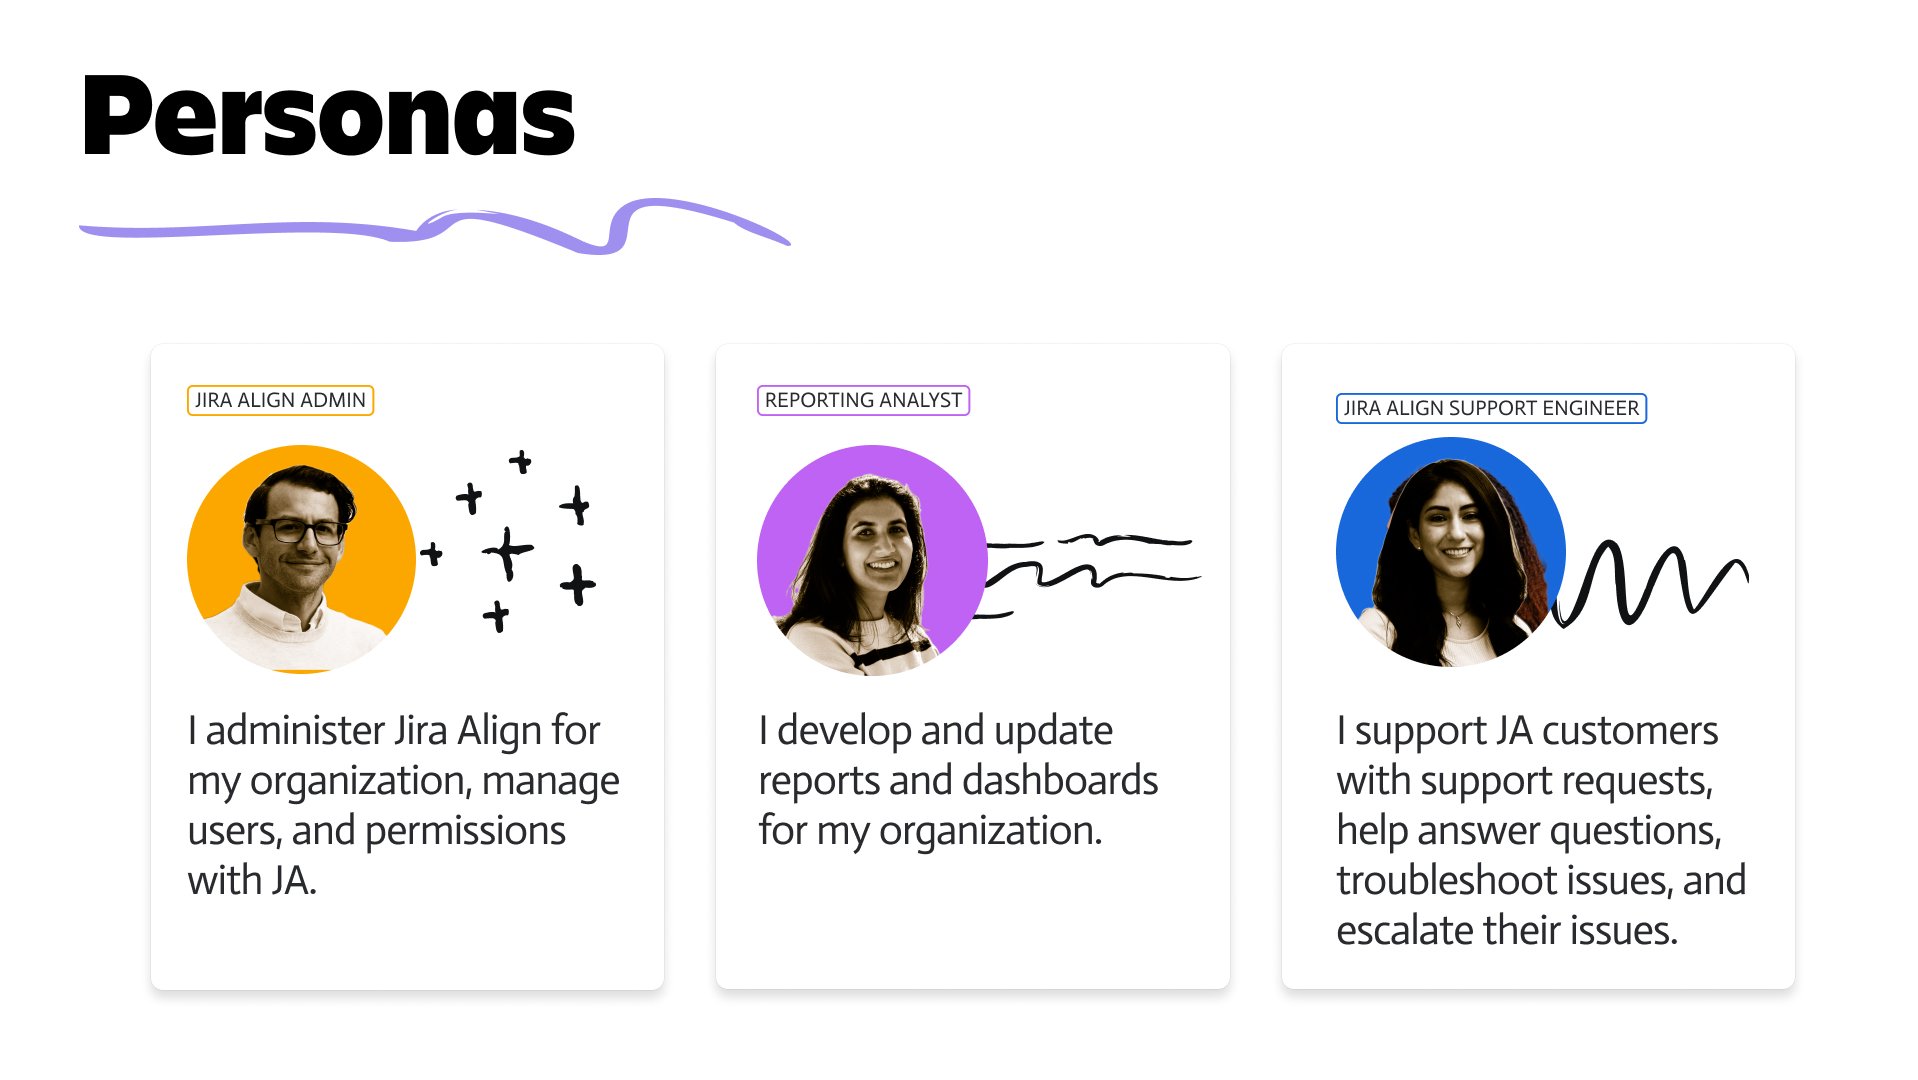 Personas
JIRA ALIGN ADMIN
I administer Jira Align for
my organization, manage
users, and permissions
with JA.
REPORTING ANALYST
I develop and update
reports and dashboards
for my organization.
JIRA ALIGN SUPPORT ENGINEER
I support JA customers
with support requests,
help answer questions,
troubleshoot issues, and
escalate their issues.